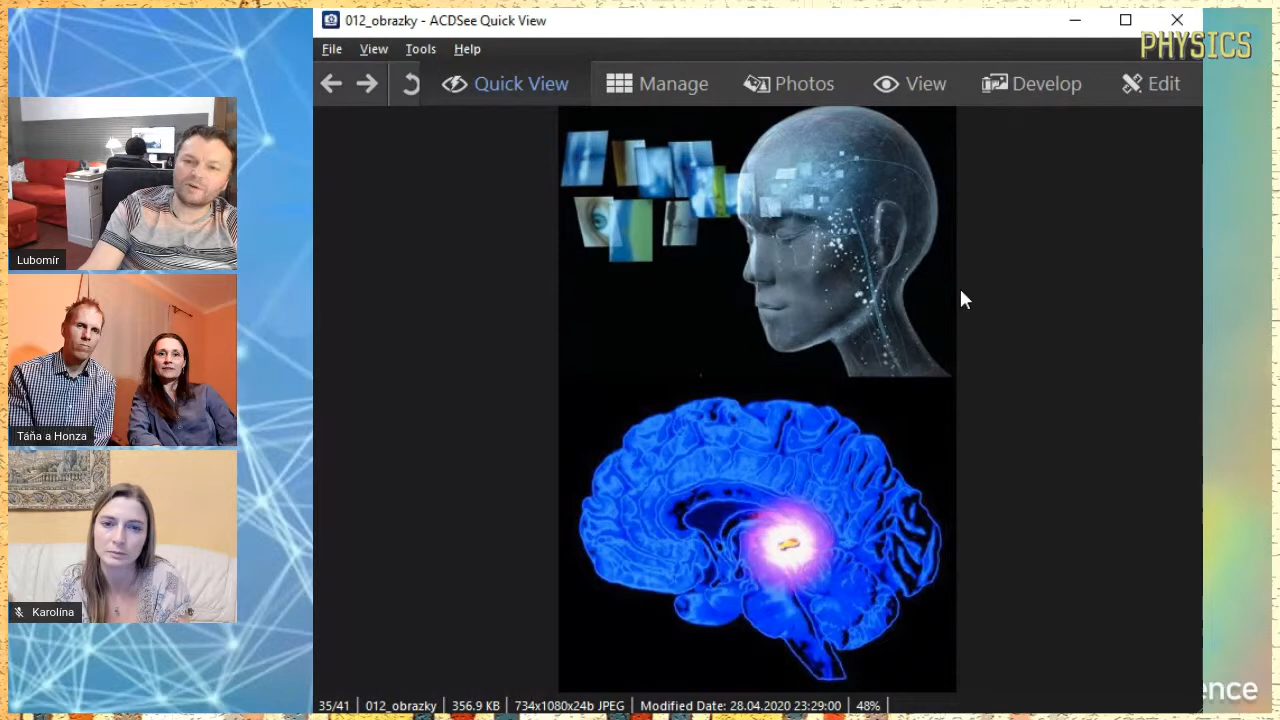 012_obrazky - ACDSee Quick View
File View Tools Help
PHYSICS
Quick View Manage Photos View Develop Edit
Lubomír
Táňa a Honza
Karolína
35/41 012_obrazky 356.9 KB 734x1080x24b JPEG Modified Date: 28.04.2020 23:29:00 48%